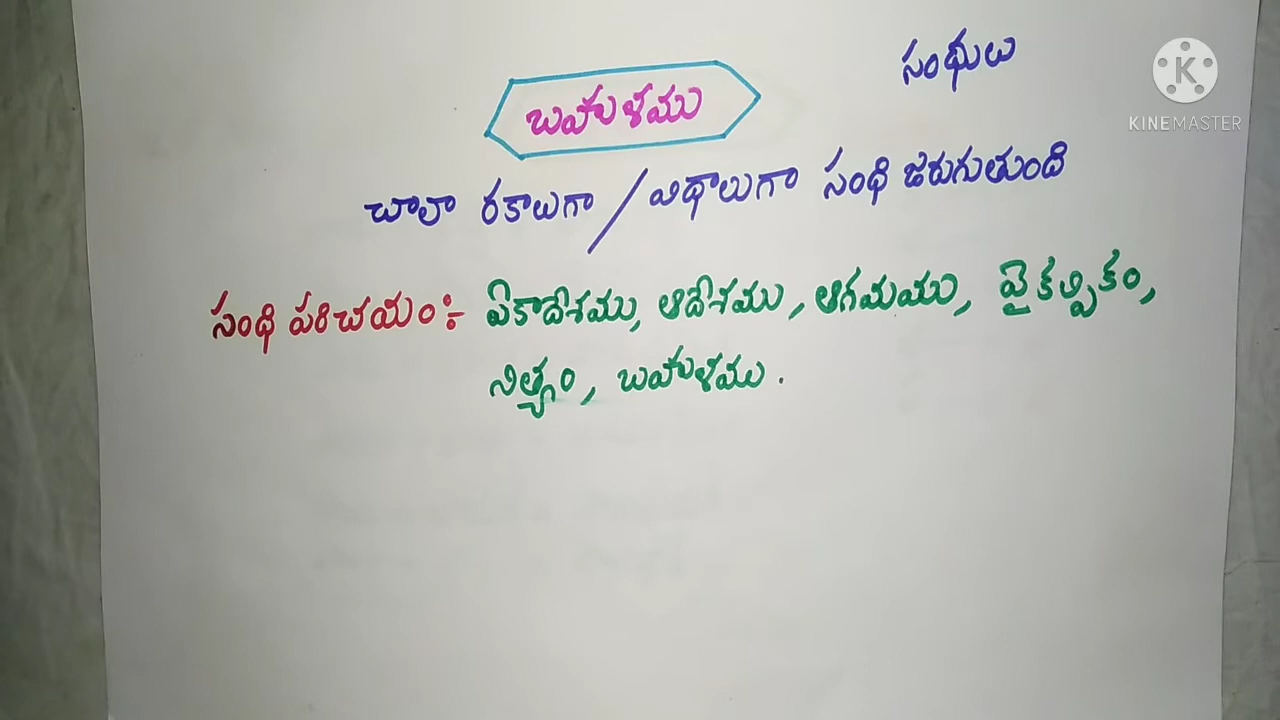 సంధులు
బహుళము
చాలా రకాలుగా / విధాలుగా సంధి జరుగుతుంది
సంధి పరిచయం :- ఏకాదేశము, ఆదేశము, ఆగమము, వైకల్పికం,
నిత్యం, బహుళము.
KINEMASTER